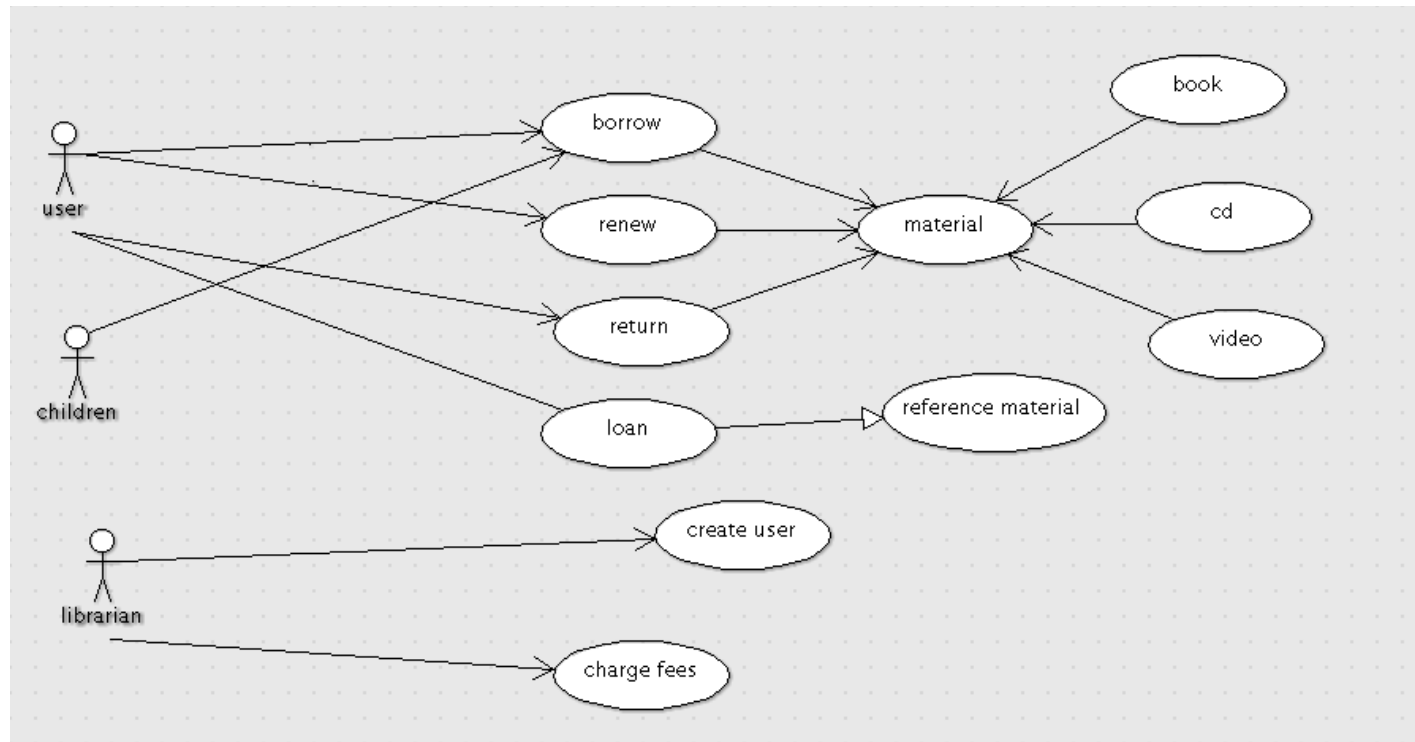 book
borrow
user
cd
renew
material
return
video
children
loan
reference material
create user
librarian
charge fees